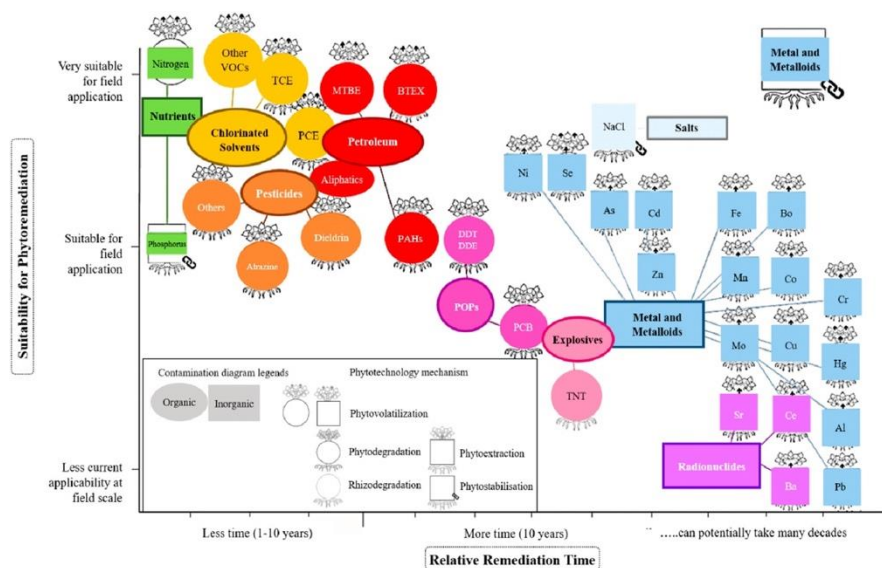 Very suitable
for field
application
Suitable for
field
application
Less current
applicability at
field scale
Suitability for Phytoremediation
Nitrogen
Nutrients
Phosphorus
Other
VOCs
TCE
Chlorinated
Solvents
PCE
MTBE
BTEX
Petroleum
Aliphatics
PAHs
Pesticides
Others
Atrazine
Dieldrin
DDT
DDE
POPs
PCB
Explosives
TNT
NaCl
Salts
Metal and
Metalloids
Ni
Se
As
Cd
Zn
Fe
Bo
Mn
Co
Cr
Metal and
Metalloids
Mo
Cu
Hg
Al
Pb
Sr
Ce
Radionuclides
Ba
Contamination diagram legends
Organic
Inorganic
Phytotechnology mechanism
Phytovolatilization
Phytodegradation
Phytoextraction
Rhizodegradation
Phytostabilisation
Less time (1-10 years)
More time (10 years)
.....can potentially take many decades
Relative Remediation Time